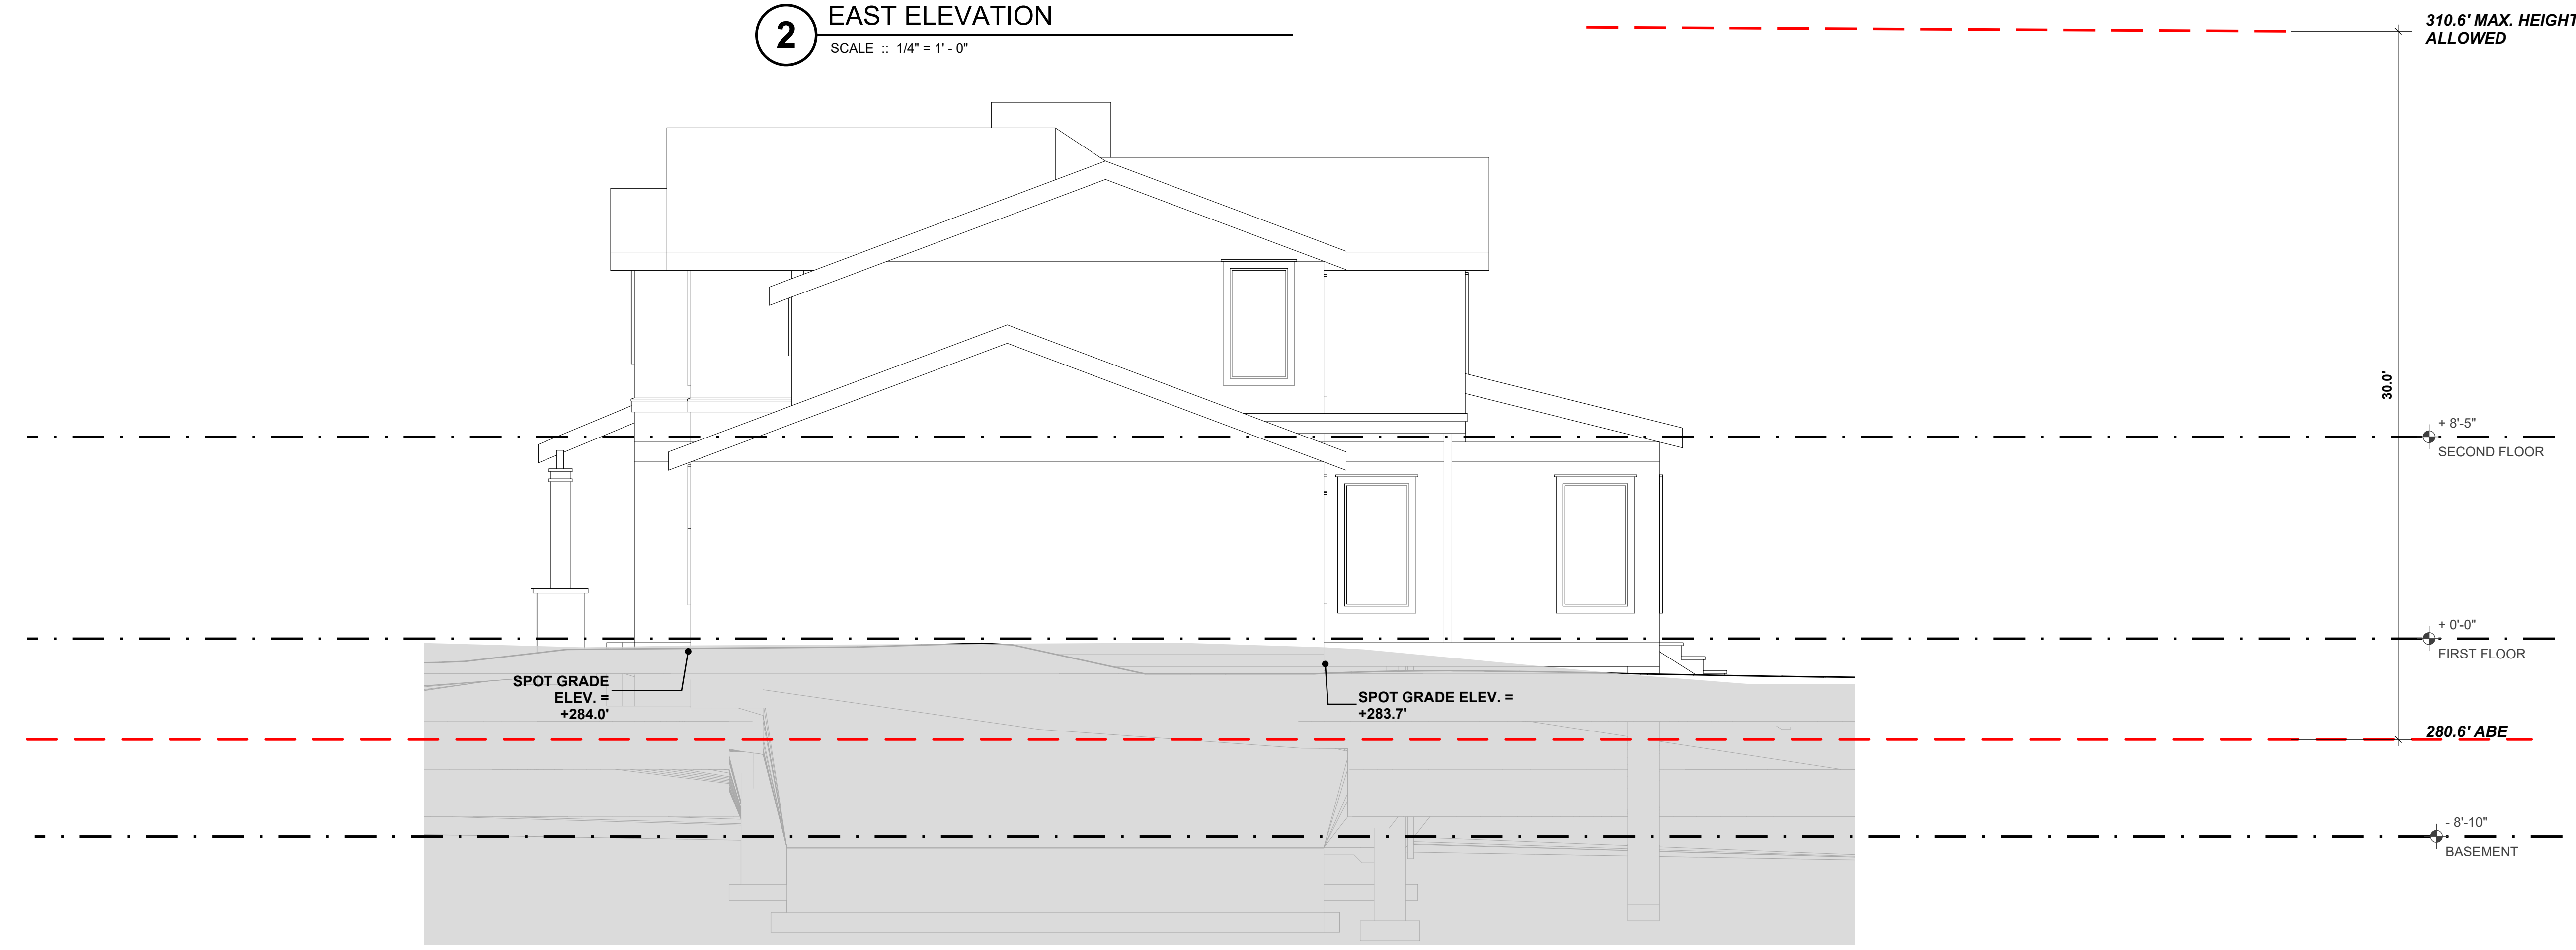 2
EAST ELEVATION
SCALE :: 1/4" = 1' - 0"
310.6' MAX. HEIGHT
ALLOWED
30.0'
+ 8'-5"
SECOND FLOOR
+ 0'-0"
FIRST FLOOR
SPOT GRADE
ELEV. =
+284.0'
SPOT GRADE ELEV. =
+283.7'
280.6' ABE
- 8'-10"
BASEMENT